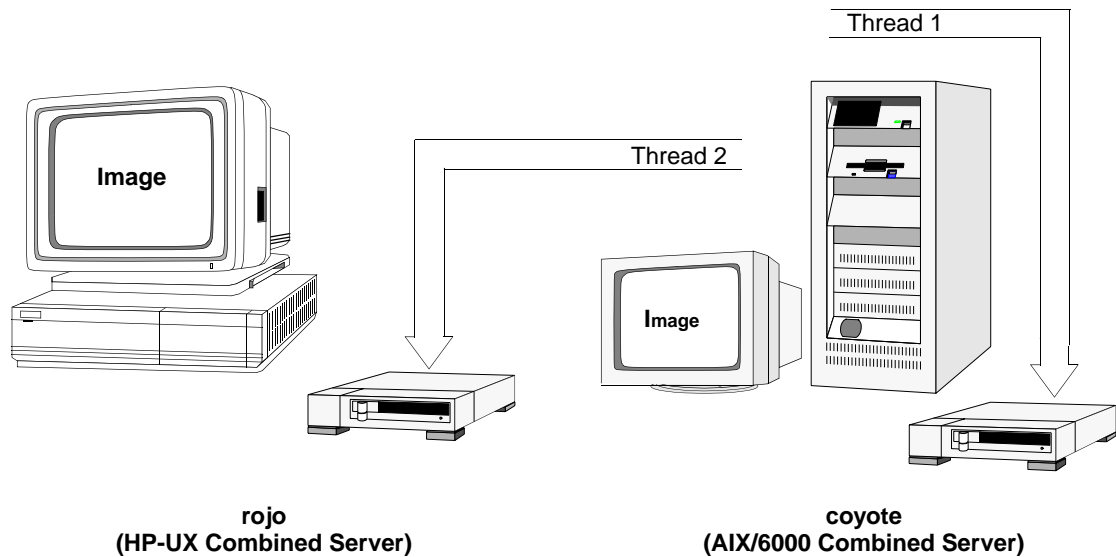 Thread 1
Thread 2
Image
Image
rojo
(HP-UX Combined Server)
coyote
(AIX/6000 Combined Server)